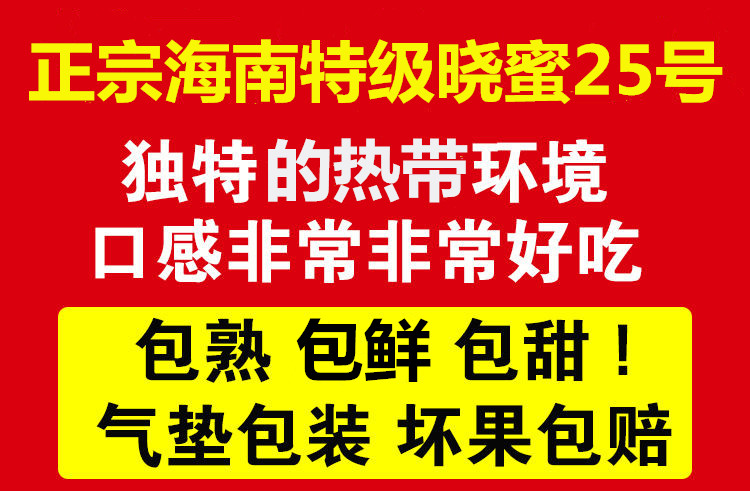 正宗海南特级晓蜜25号
独特的热带环境
口感非常非常好吃
包熟 包鲜 包甜！
气垫包装 坏果包赔